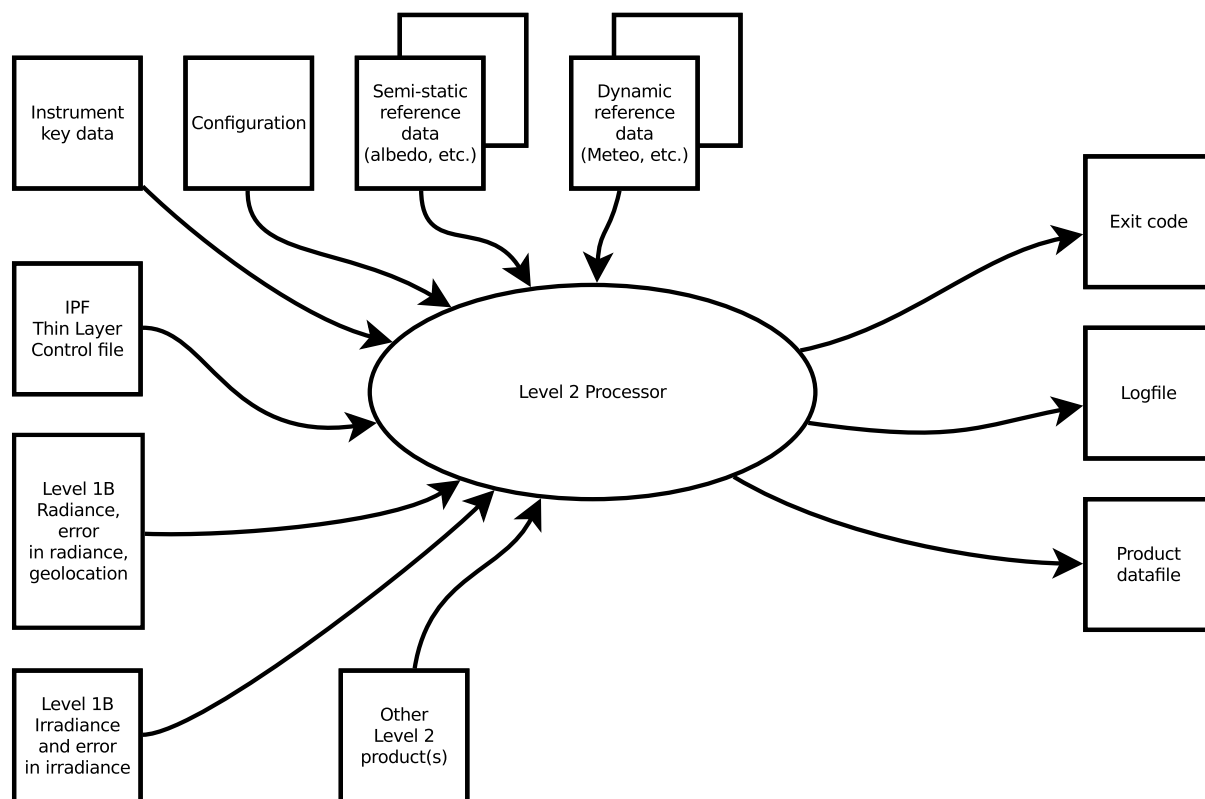 Instrument
key data
Configuration
Semi-static
reference
data
(albedo, etc.)
Dynamic
reference
data
(Meteo, etc.)
Exit code
IPF
Thin Layer
Control file
Level 2 Processor
Logfile
Level 1B
Radiance,
error
in radiance,
geolocation
Product
datafile
Level 1B
Irradiance
and error
in irradiance
Other
Level 2
product(s)